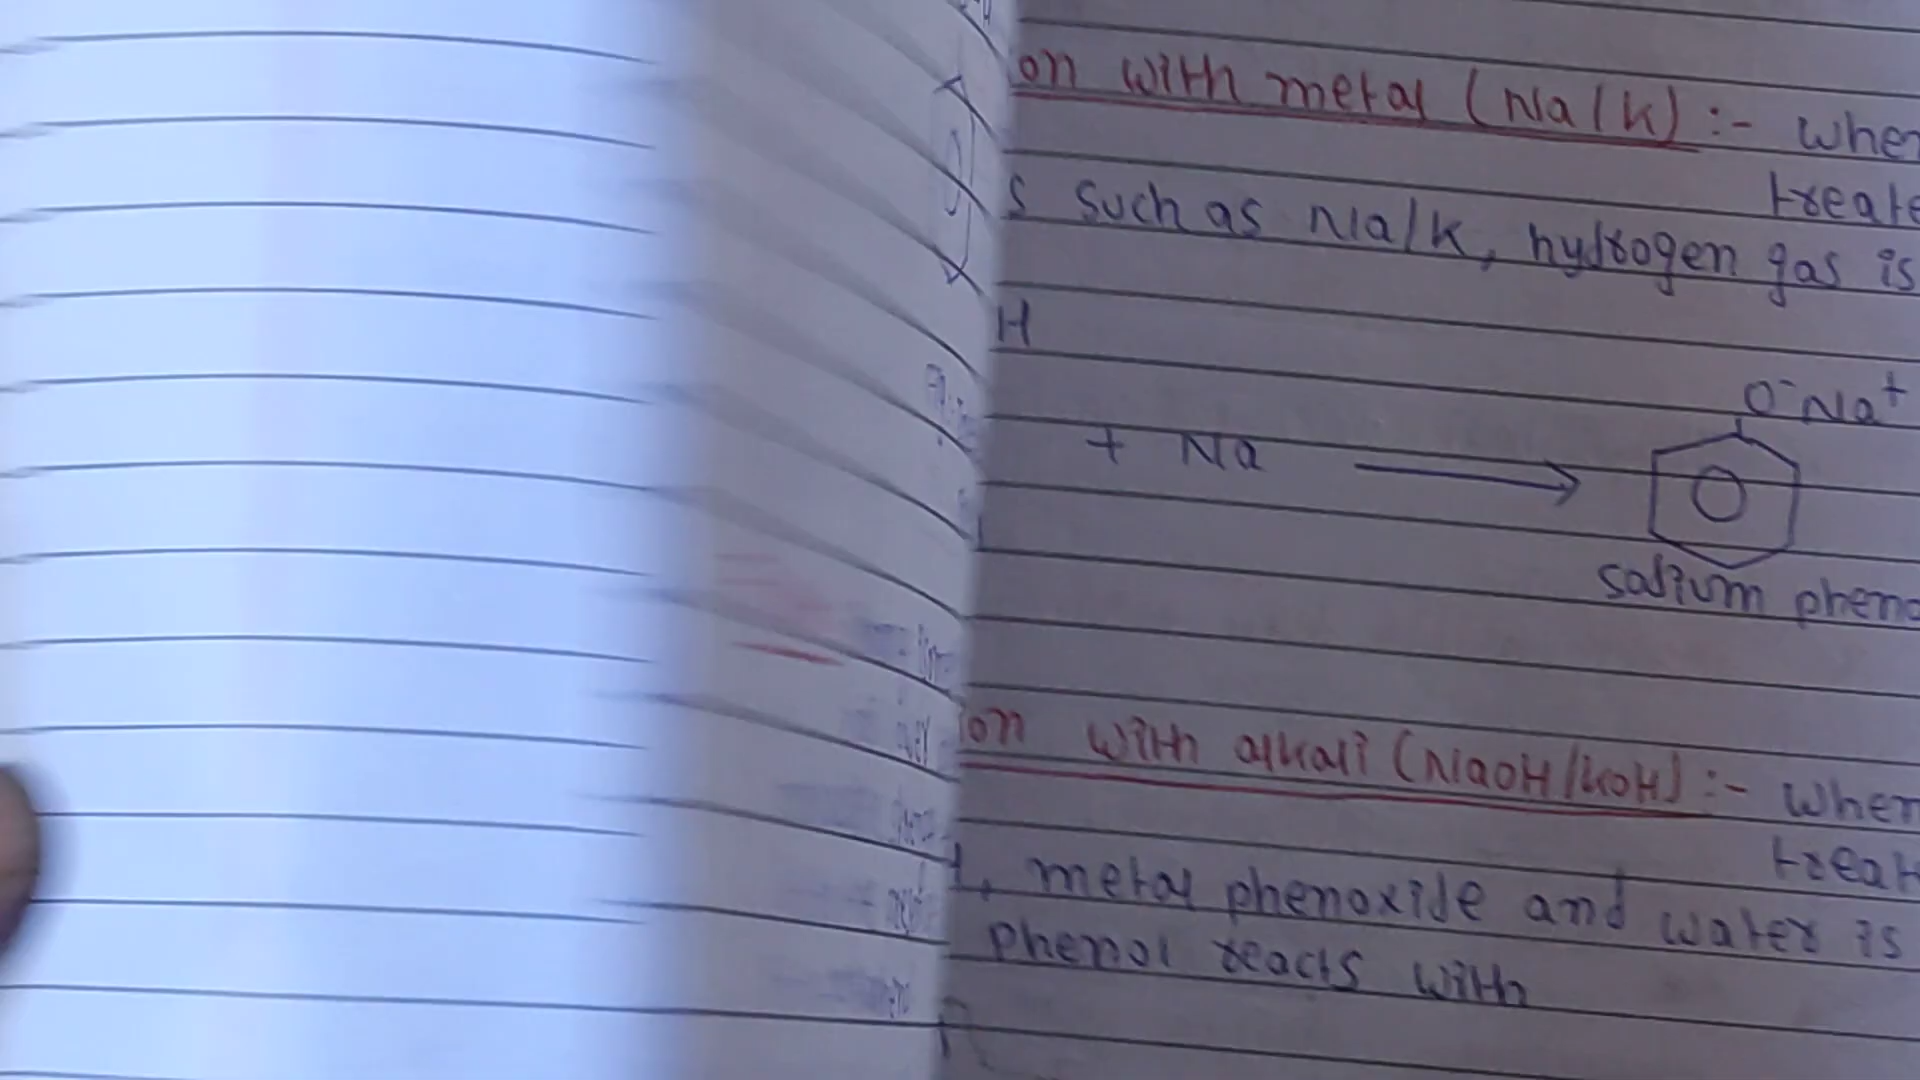 on with metal (Na/K) :- when
treate
s such as Na/K, hydrogen gas is
H
O⁻Na⁺
+ Na →
sodium pheno
ion with alkali (NaOH/KOH) :- when
treat
H, metal phenoxide and water is
phenol reacts with